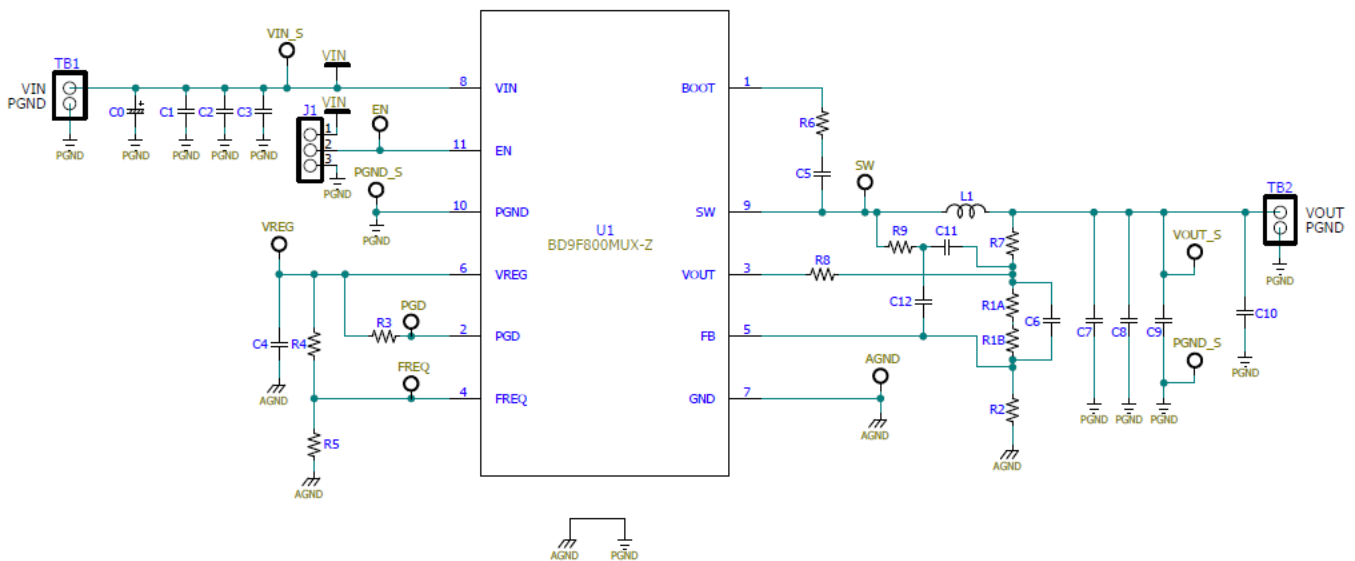 VIN_S
VIN
TB1
VIN
PGND
8
VIN
BOOT
1
C0
+
C1
C2
C3
J1
VIN
EN
1
2
3
11
EN
PGND
PGND
PGND
PGND
PGND
PGND_S
PGND
10
PGND
VREG
6
VREG
PGD
R3
2
PGD
C4
R4
FREQ
AGND
4
FREQ
R5
AGND
U1
BD9F800MUX-Z
R6
C5
SW
SW
9
L1
TB2
VOUT
PGND
R9
C11
R7
VOUT_S
PGND
VOUT
3
R8
C12
R1A
C6
R1B
C7
C8
C9
C10
FB
5
PGND_S
AGND
PGND
GND
7
R2
PGND
PGND
PGND
AGND
AGND
AGND
PGND